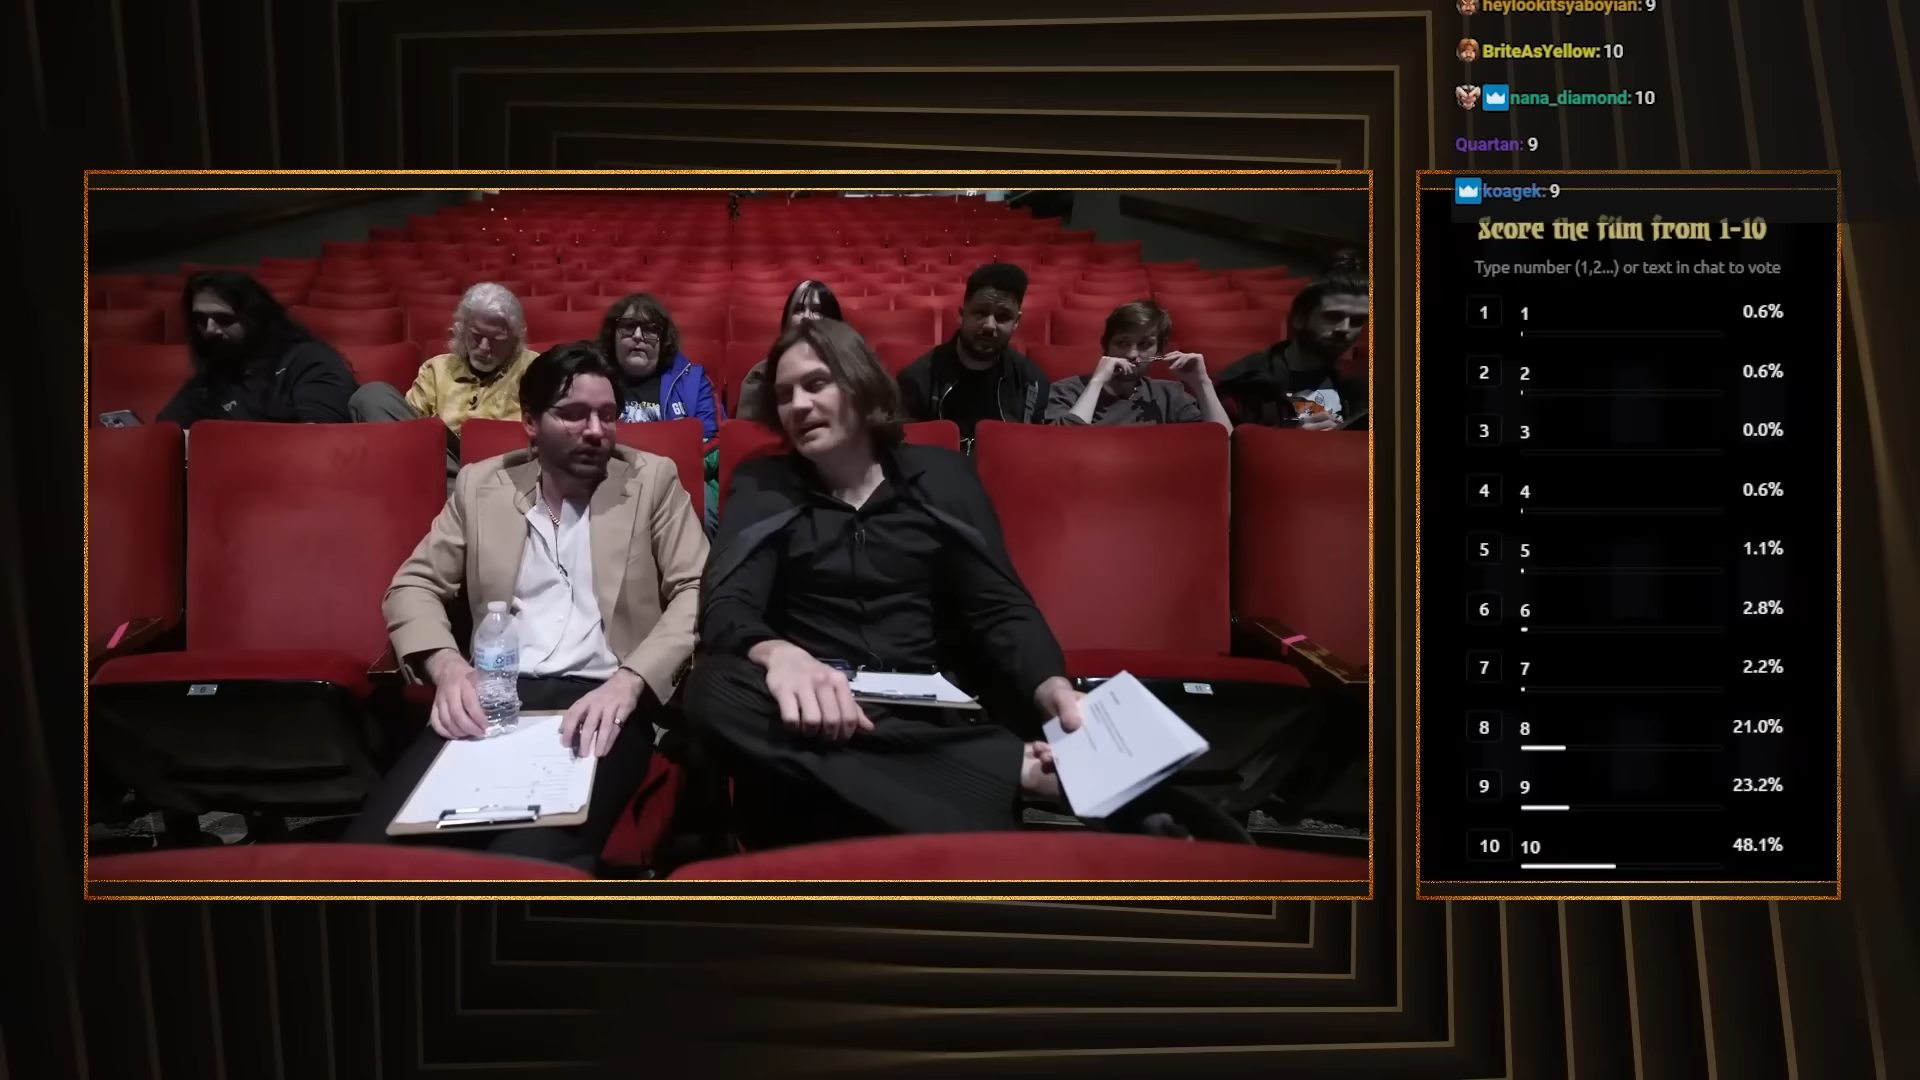 heylookitsyaboyian: 9
BriteAsYellow: 10
nana_diamond: 10
Quartan: 9
koagek: 9
Score the film from 1-10
Type number (1,2...) or text in chat to vote
1 1 0.6%
2 2 0.6%
3 3 0.0%
4 4 0.6%
5 5 1.1%
6 6 2.8%
7 7 2.2%
8 8 21.0%
9 9 23.2%
10 10 48.1%